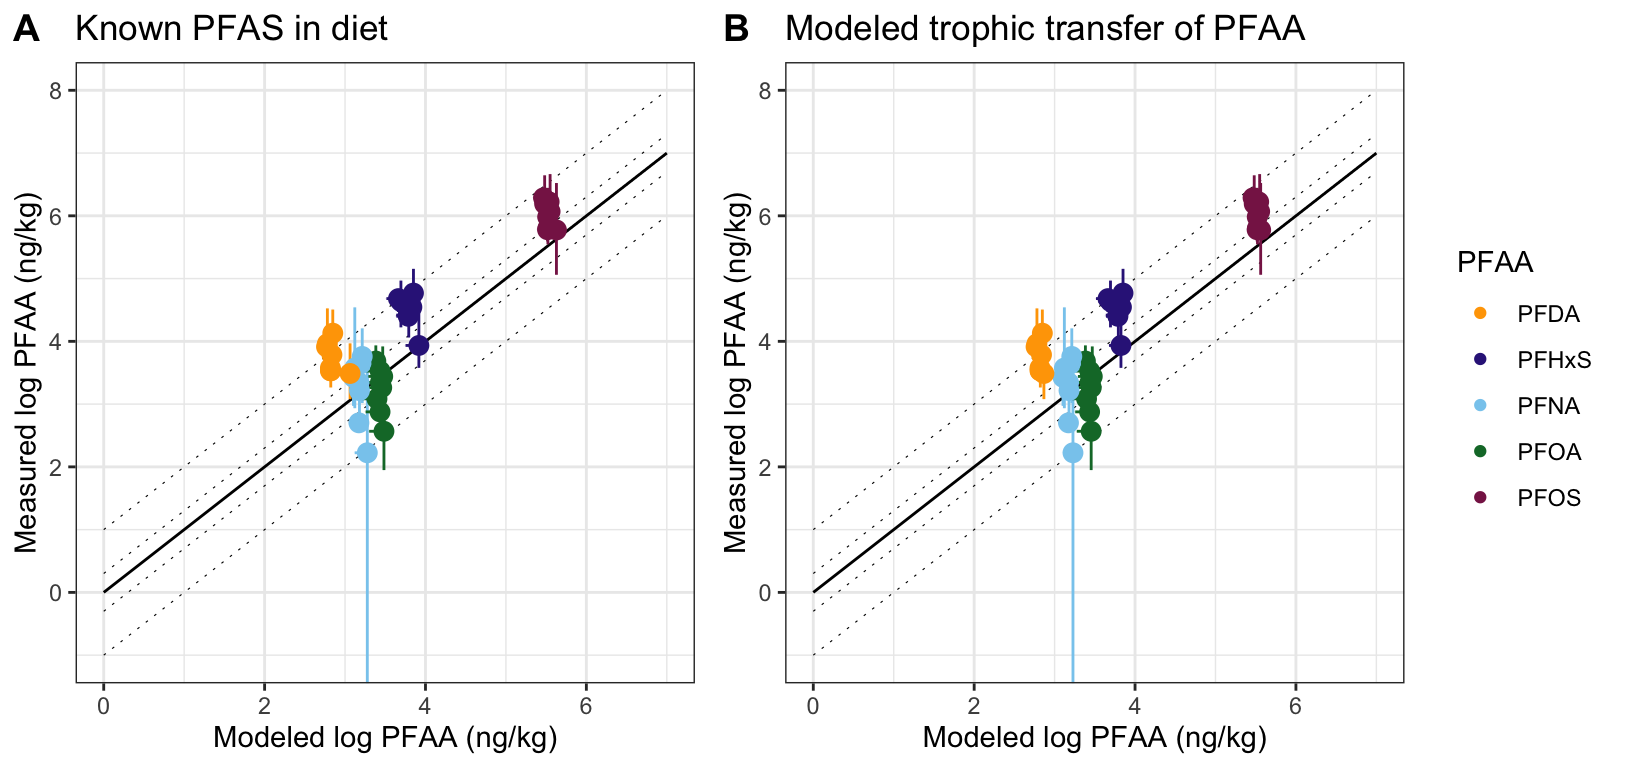 A Known PFAS in diet
Measured log PFAA (ng/kg)
8
6
4
2
0
0 2 4 6
Modeled log PFAA (ng/kg)
B Modeled trophic transfer of PFAA
Measured log PFAA (ng/kg)
8
6
4
2
0
0 2 4 6
Modeled log PFAA (ng/kg)
PFAA
PFDA
PFHxS
PFNA
PFOA
PFOS